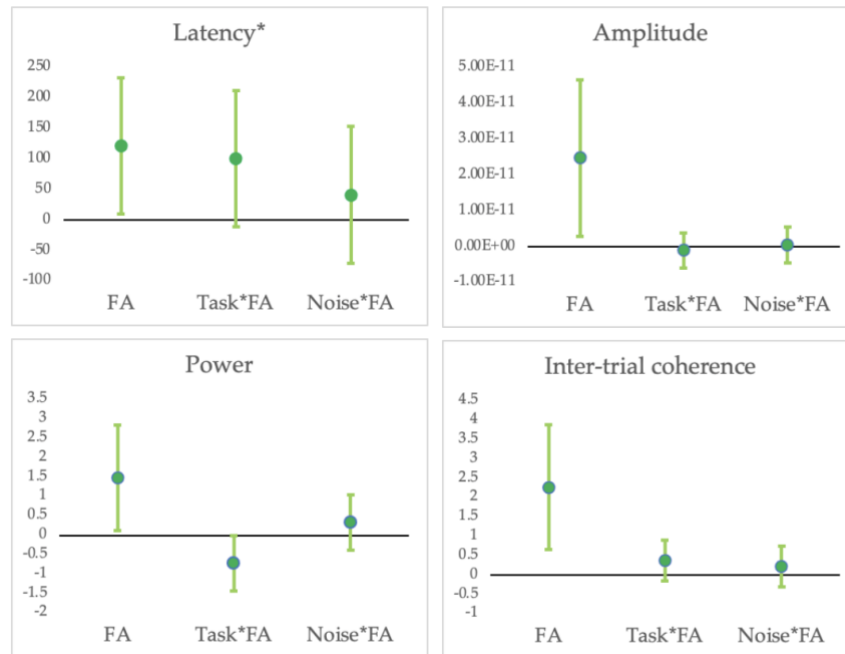 Latency*
250
200
150
100
50
0
-50
-100
FA Task*FA Noise*FA
Amplitude
5.00E-11
4.00E-11
3.00E-11
2.00E-11
1.00E-11
0.00E+00
-1.00E-11
FA Task*FA Noise*FA
Power
3.5
3
2.5
2
1.5
1
0.5
0
-0.5
-1
-1.5
-2
FA Task*FA Noise*FA
Inter-trial coherence
4.5
4
3.5
3
2.5
2
1.5
1
0.5
0
-0.5
-1
FA Task*FA Noise*FA